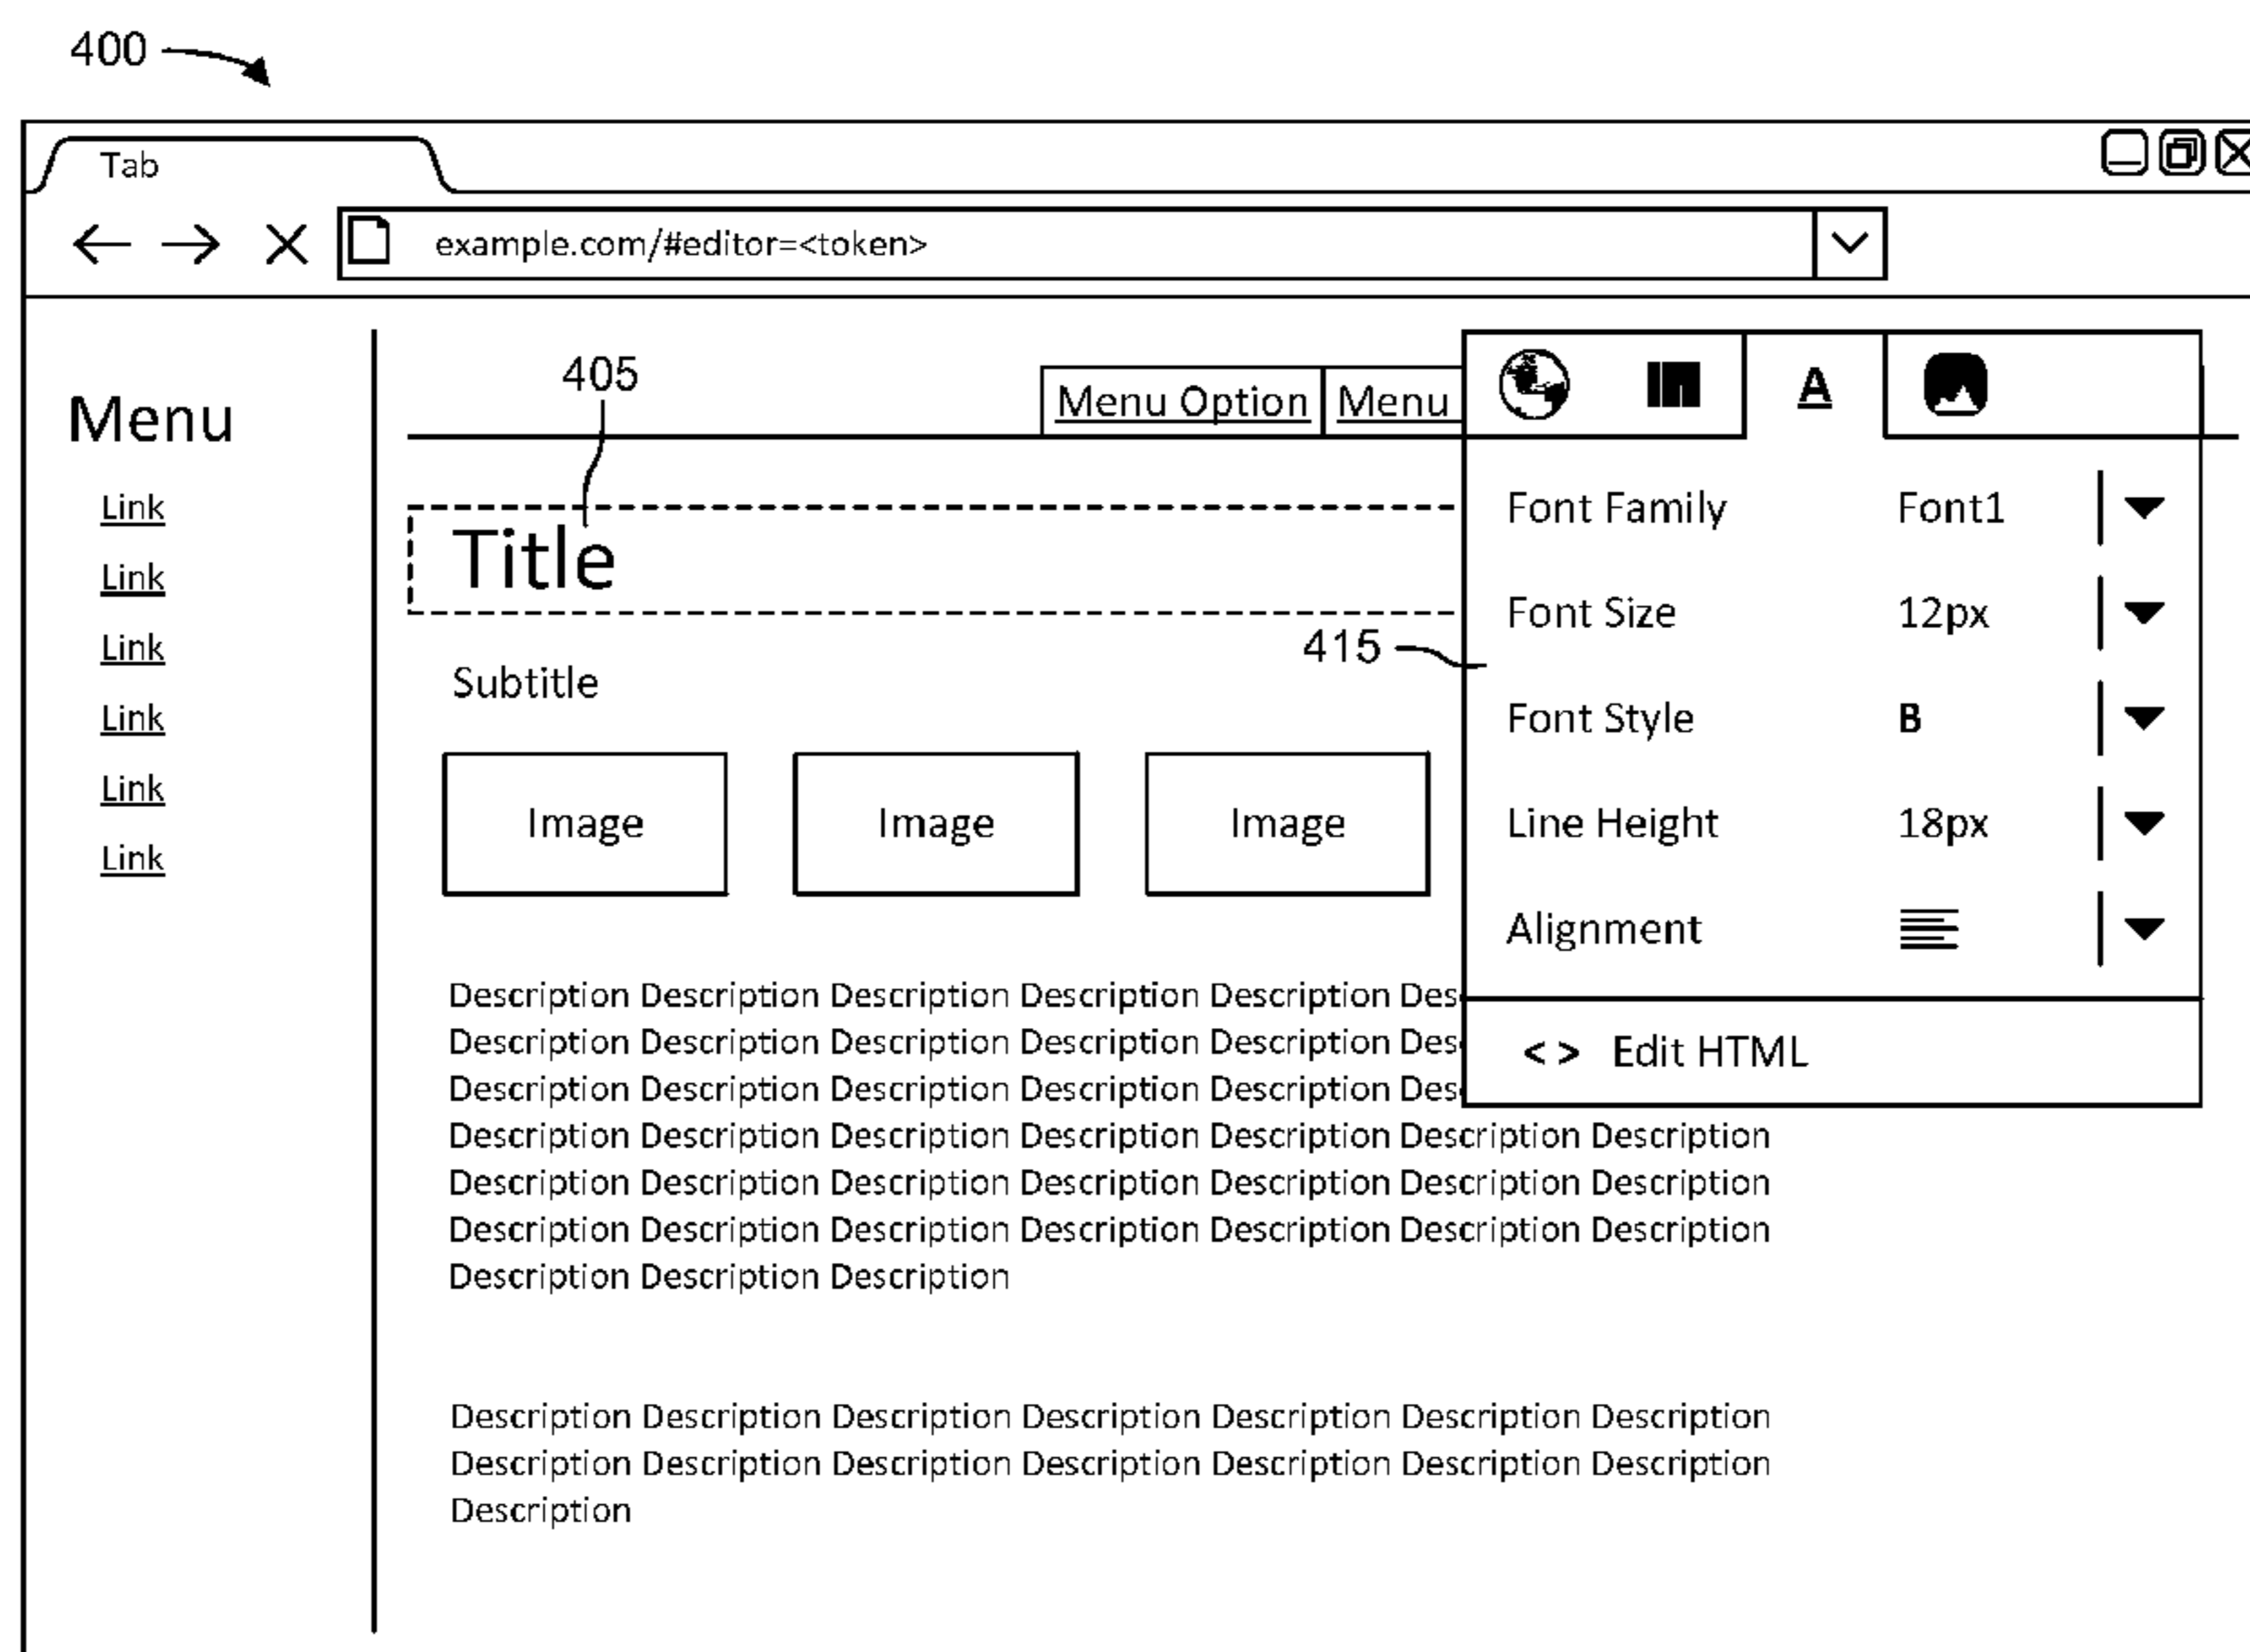 400
Tab
example.com/#editor=<token>
Menu
Link
Link
Link
Link
Link
Link
405
Menu Option Menu
A
Title
415
Subtitle
Image Image Image
Font Family Font1
Font Size 12px
Font Style B
Line Height 18px
Alignment
< > Edit HTML
Description Description Description Description Description Des
Description Description Description Description Description Des
Description Description Description Description Description Des
Description Description Description Description Description Description Description
Description Description Description Description Description Description Description
Description Description Description Description Description Description Description
Description Description Description
Description Description Description Description Description Description Description
Description Description Description Description Description Description Description
Description